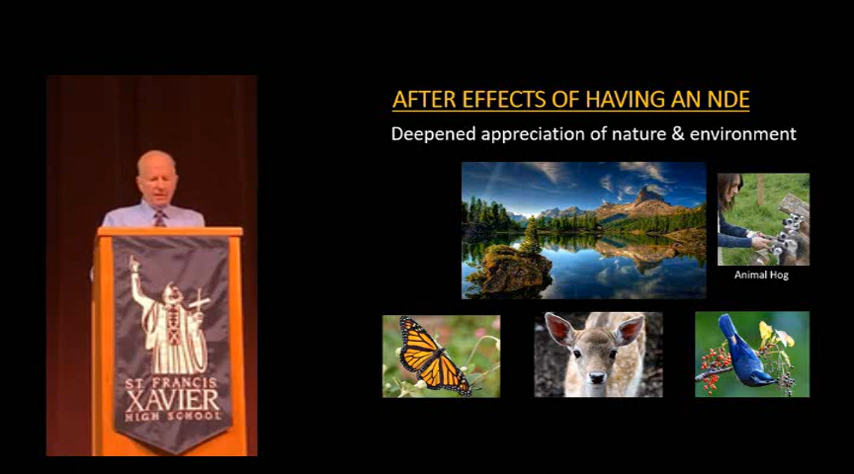 AFTER EFFECTS OF HAVING AN NDE
Deepened appreciation of nature & environment
Animal Hog
ST. FRANCIS
XAVIER
HIGH SCHOOL